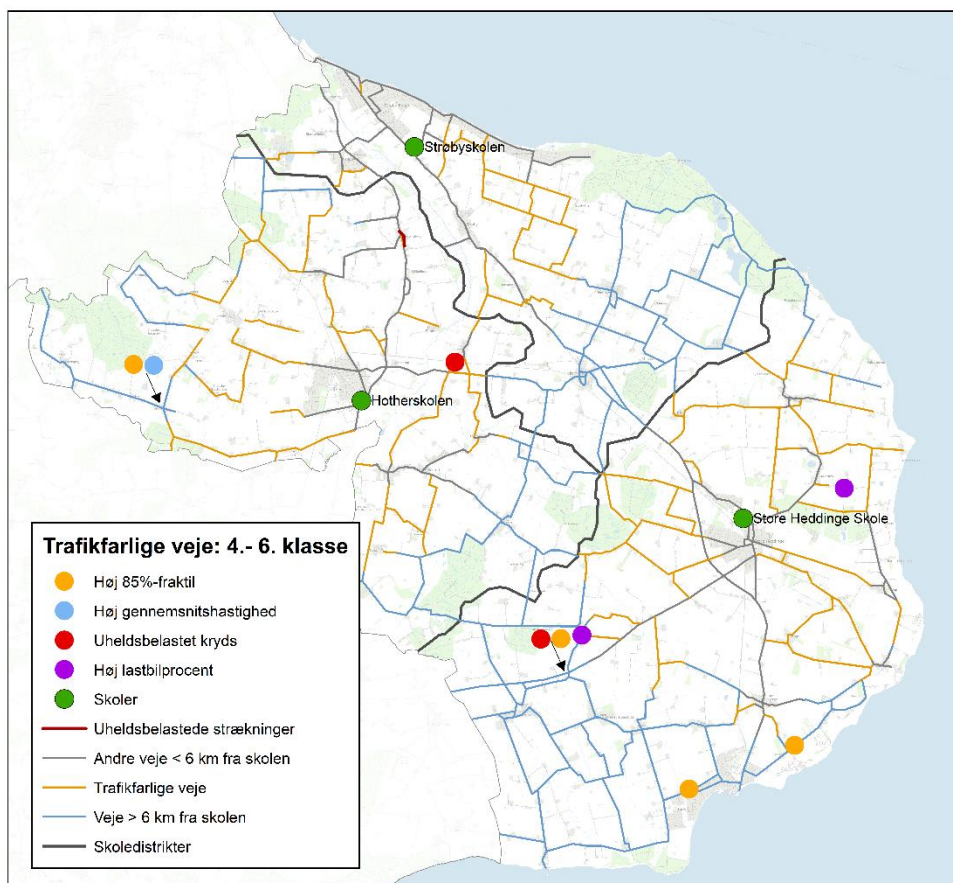 Strøbyskolen
Hotherskolen
Store Heddinge Skole
Trafikfarlige veje: 4.- 6. klasse
Høj 85%-fraktil
Høj gennemsnitshastighed
Uheldsbelastet kryds
Høj lastbilprocent
Skoler
Uheldsbelastede strækninger
Andre veje < 6 km fra skolen
Trafikfarlige veje
Veje > 6 km fra skolen
Skoledistrikter